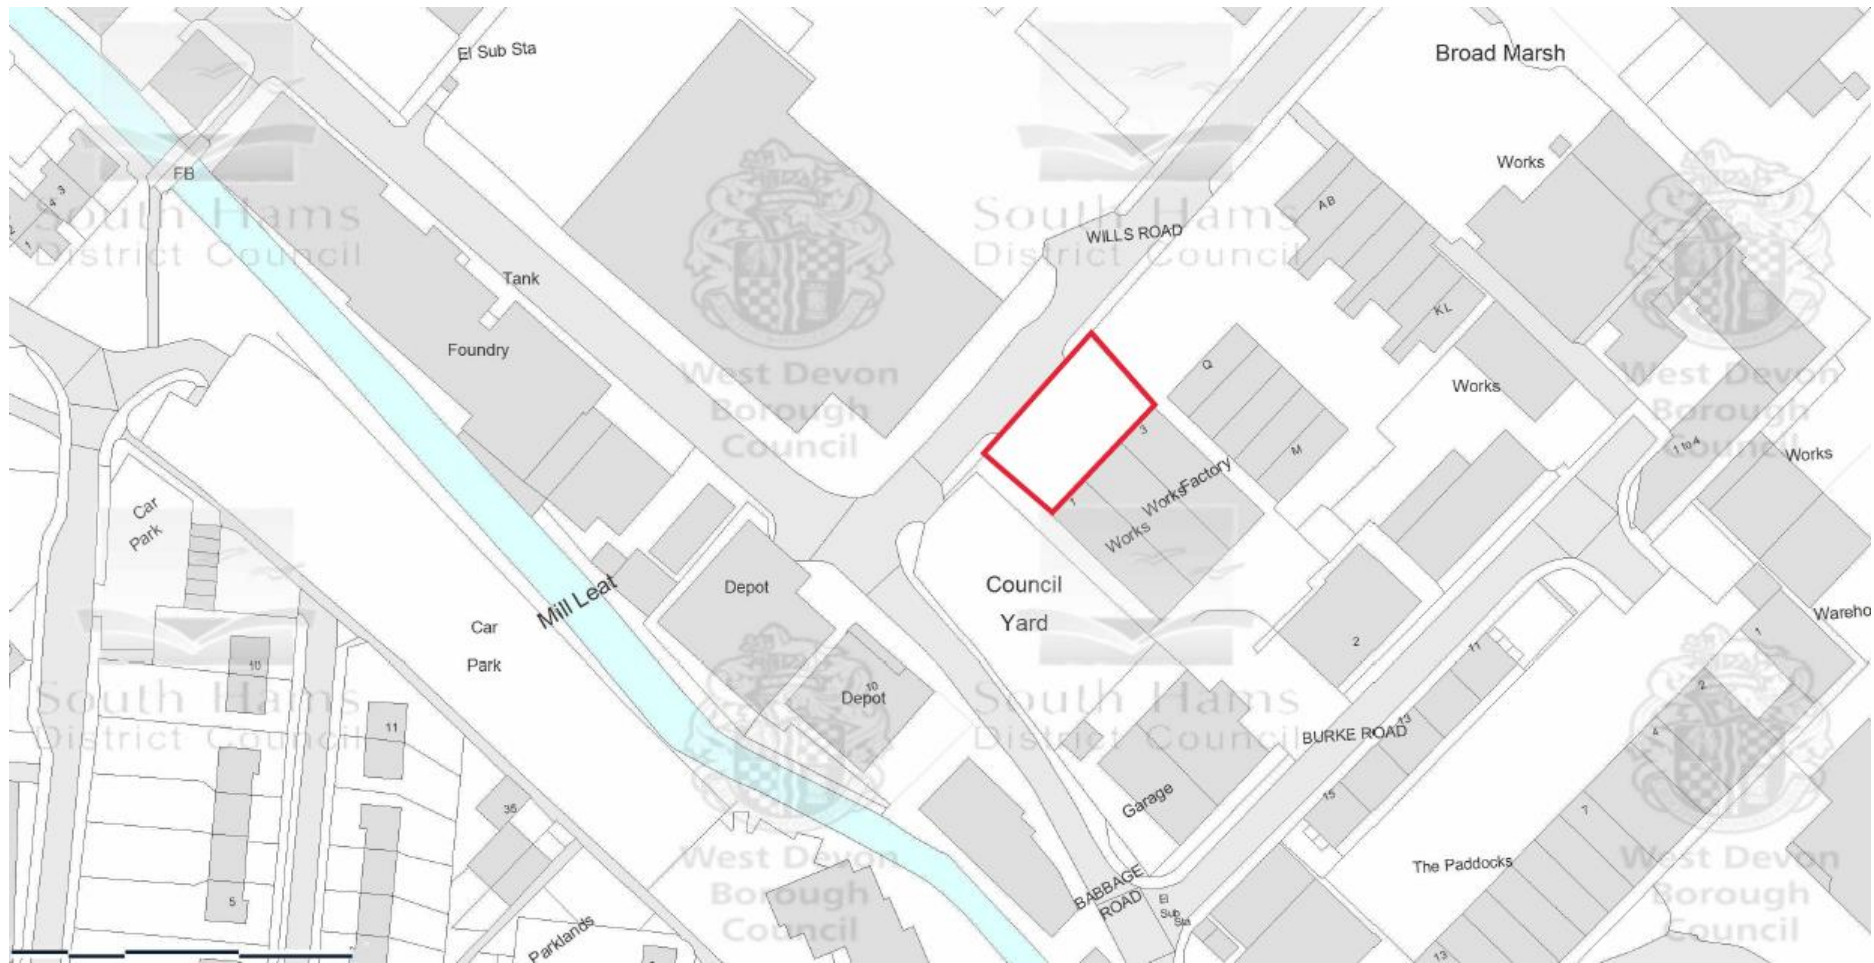 El Sub Sta
Broad Marsh
Works
FB
3
4
2
1
AB
WILLS ROAD
Tank
KL
Foundry
Q
Works
3
M
1 to 4
Works
Car
Park
1
Works
Factory
Works
Depot
Council
Yard
Mill Leat
Car
Park
10
2
11
1
Wareho
10
Depot
2
11
13
BURKE ROAD
4
15
Garage
7
35
The Paddocks
BABBAGE
ROAD
5
El
Sub
Sta
Parklands
13
South Hams
District Council
West Devon
Borough
Council
South Hams
District Council
West Devon
Borough
Council
South Hams
District Council
West Devon
Borough
Council
South Hams
District Council
West Devon
Borough
Council